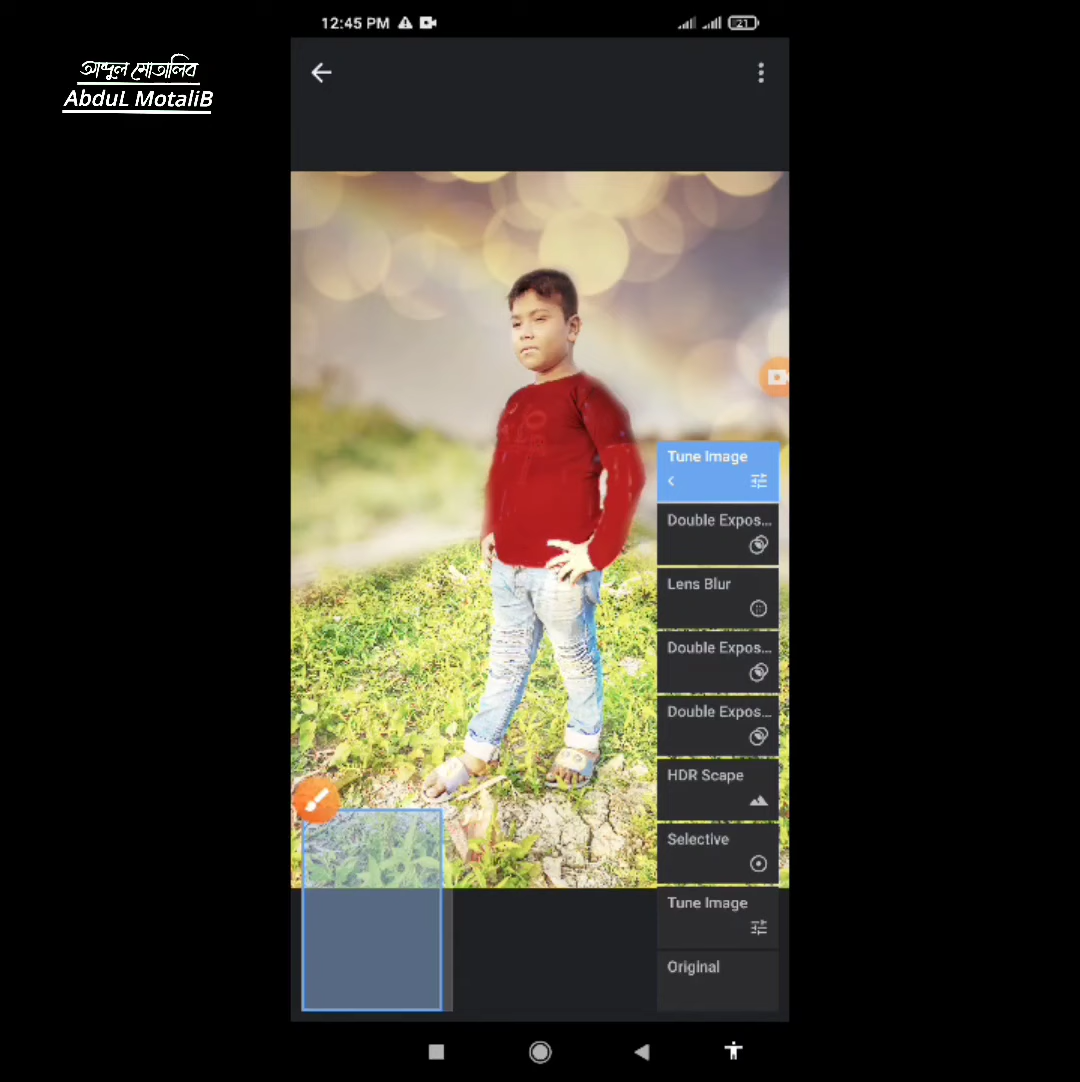 12:45 PM
21
আব্দুল মোতালিব
AbduL MotaliB
Tune Image
Double Expos...
Lens Blur
Double Expos...
Double Expos...
HDR Scape
Selective
Tune Image
Original